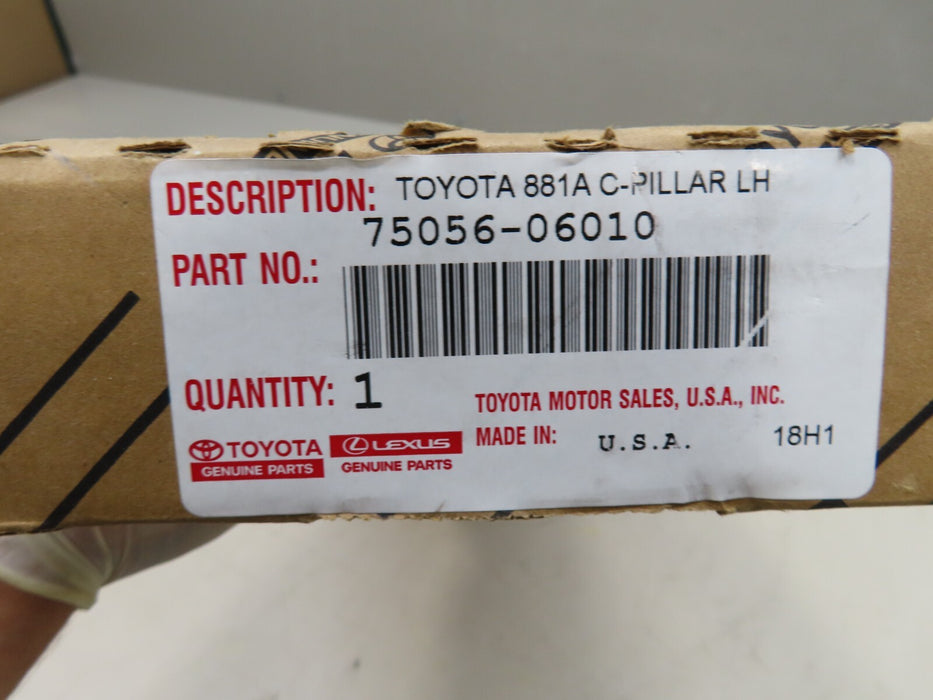 DESCRIPTION: TOYOTA 881A C-PILLAR LH
75056-06010
PART NO.:
QUANTITY: 1
TOYOTA MOTOR SALES, U.S.A., INC.
MADE IN: U.S.A. 18H1
TOYOTA
GENUINE PARTS
LEXUS
GENUINE PARTS